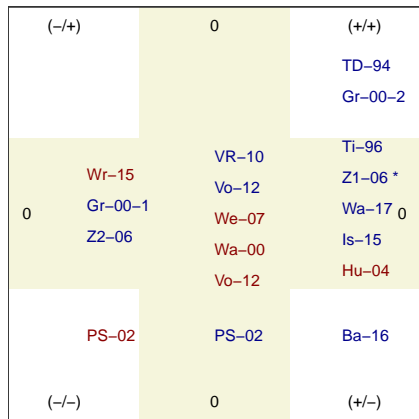 (−/+) 0 (+/+)
TD−94
Gr−00−2
Ti−96
VR−10
Wr−15 Z1−06 *
Vo−12
Gr−00−1 Wa−17
0 We−07 0
Z2−06 Is−15
Wa−00
Hu−04
Vo−12
PS−02 PS−02 Ba−16
(−/−) 0 (+/−)